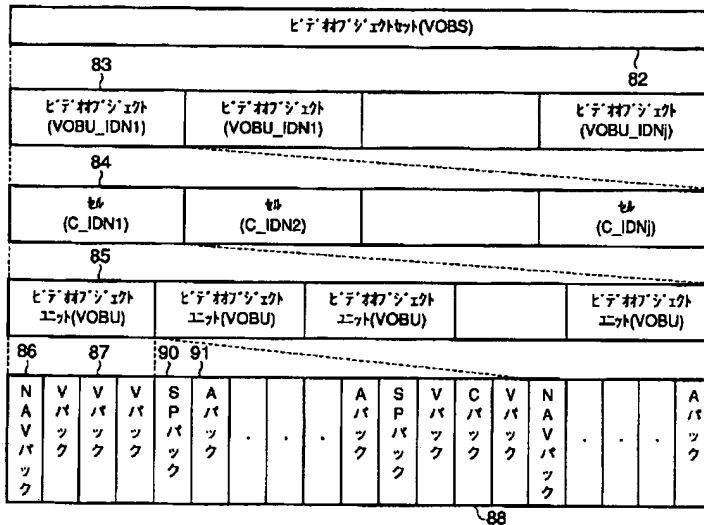 ビデオオブジェクトセット(VOBS)
83
82
ビデオオブジェクト
(VOBU_IDN1)
ビデオオブジェクト
(VOBU_IDN1)
ビデオオブジェクト
(VOBU_IDNj)
84
セル
(C_IDN1)
セル
(C_IDN2)
セル
(C_IDNj)
85
ビデオオブジェクト
ユニット(VOBU)
ビデオオブジェクト
ユニット(VOBU)
ビデオオブジェクト
ユニット(VOBU)
ビデオオブジェクト
ユニット(VOBU)
86
87
90
91
NAVパック
Vパック
Vパック
Vパック
SPパック
Aパック
・
・
・
Aパック
SPパック
Vパック
Cパック
Vパック
NAVパック
・
・
・
Aパック
88